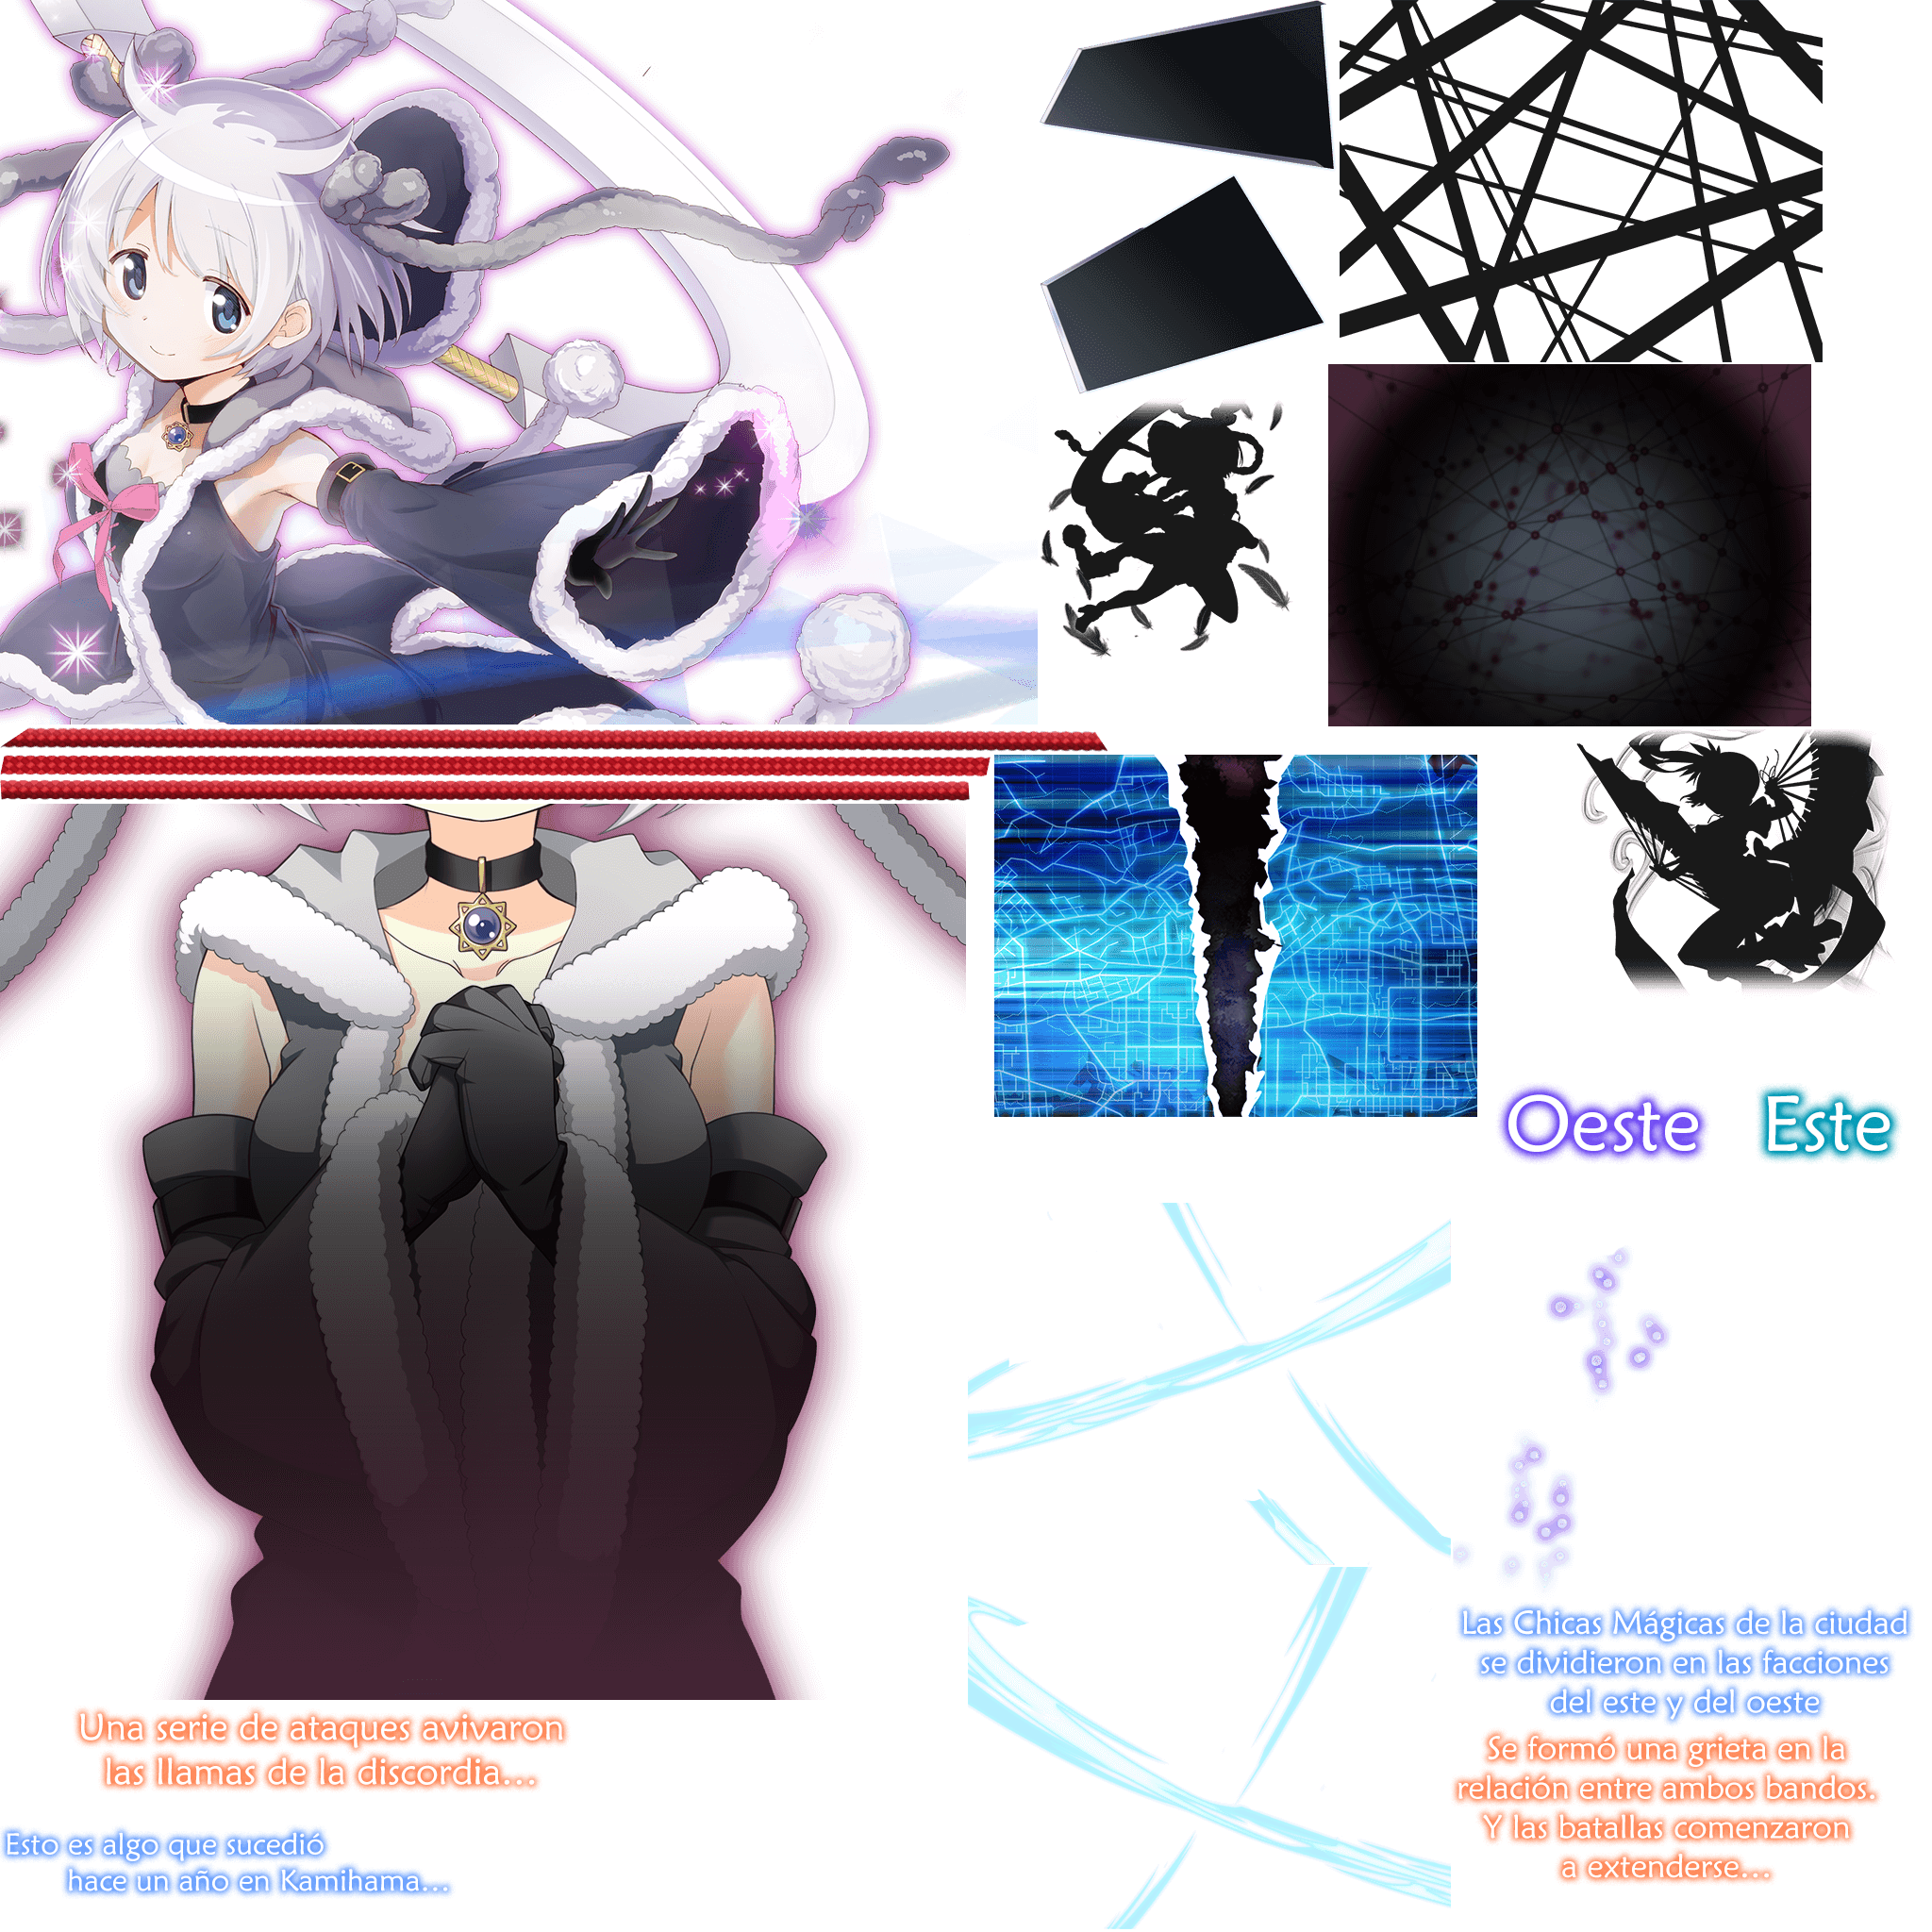 Oeste
Este
Las Chicas Mágicas de la ciudad
se dividieron en las facciones
del este y del oeste
Se formó una grieta en la
relación entre ambos bandos.
Y las batallas comenzaron
a extenderse...
Una serie de ataques avivaron
las llamas de la discordia...
Esto es algo que sucedió
hace un año en Kamihama...